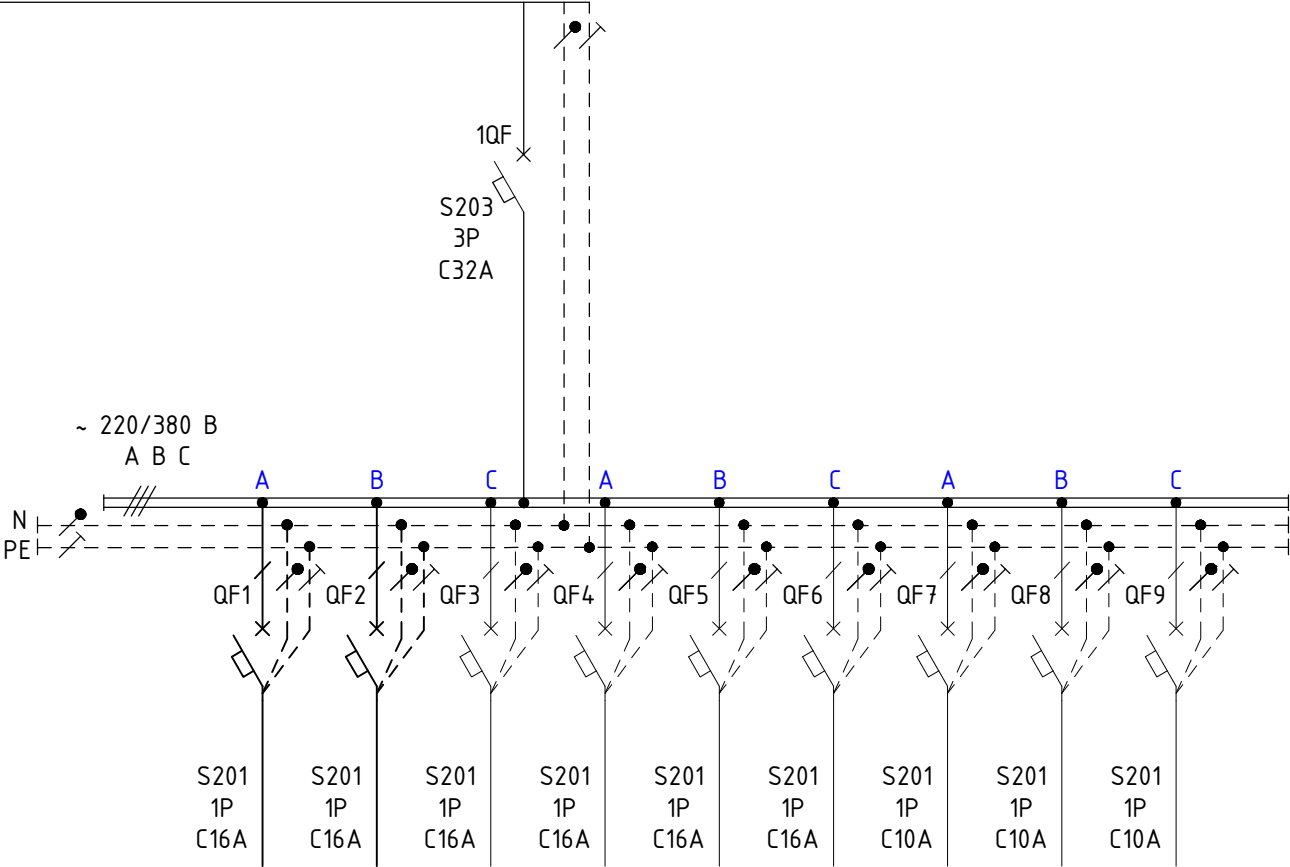 1QF
S203
3P
C32A
~ 220/380 В
A B C
A B C A B C A B C
N
PE
QF1 QF2 QF3 QF4 QF5 QF6 QF7 QF8 QF9
S201 S201 S201 S201 S201 S201 S201 S201 S201
1P 1P 1P 1P 1P 1P 1P 1P 1P
C16A C16A C16A C16A C16A C16A C10A C10A C10A